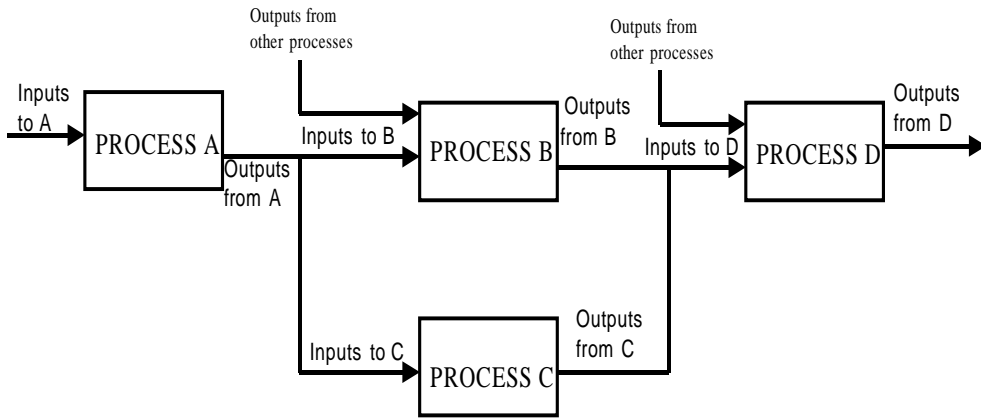 Outputs from
other processes
Outputs from
other processes
Inputs
to A
PROCESS A
Outputs
from A
Inputs to B
PROCESS B
Outputs
from B
Inputs to D
PROCESS D
Outputs
from D
Inputs to C
PROCESS C
Outputs
from C